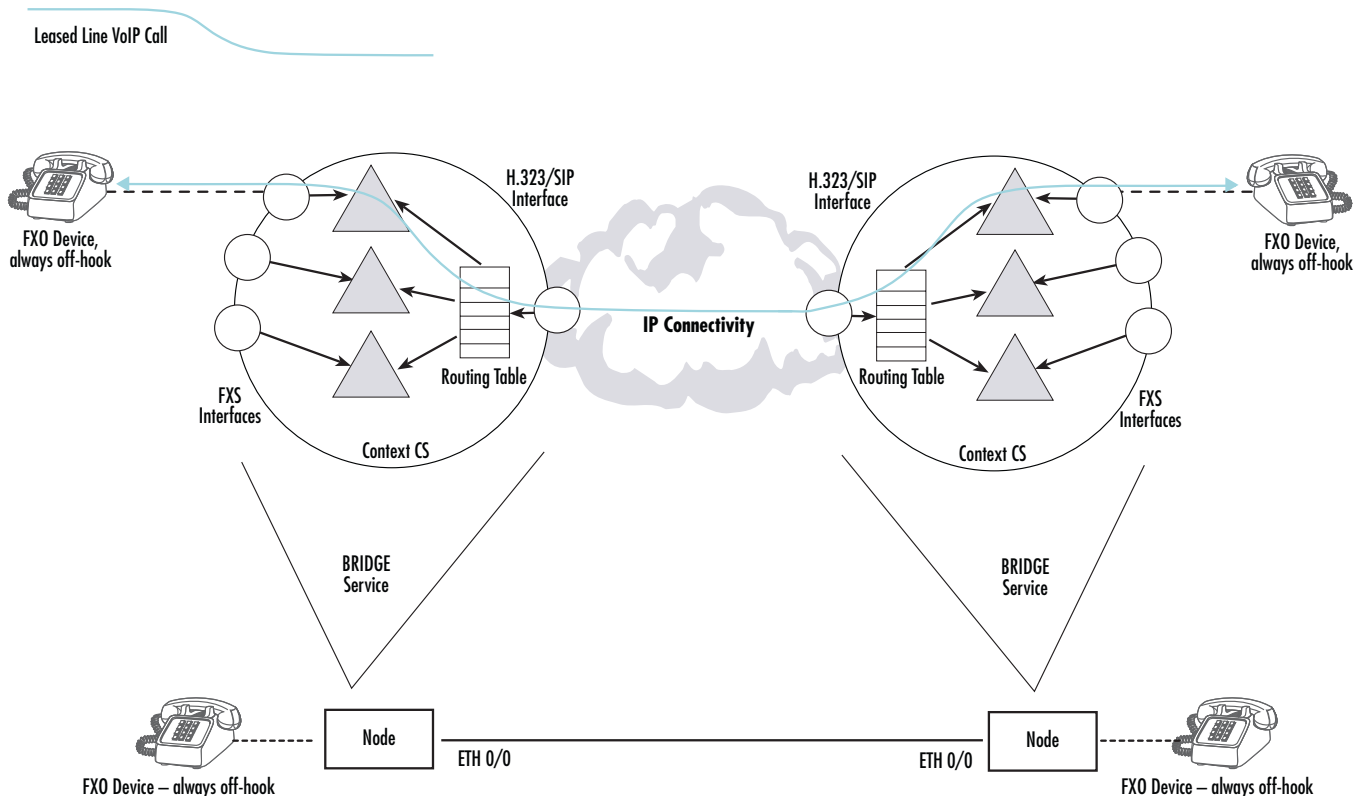 Leased Line VoIP Call
FXO Device,
always off-hook
H.323/SIP
Interface
Routing Table
FXS
Interfaces
Context CS
IP Connectivity
H.323/SIP
Interface
Routing Table
FXS
Interfaces
Context CS
FXO Device,
always off-hook
BRIDGE
Service
BRIDGE
Service
Node
ETH 0/0
ETH 0/0
Node
FXO Device – always off-hook
FXO Device – always off-hook